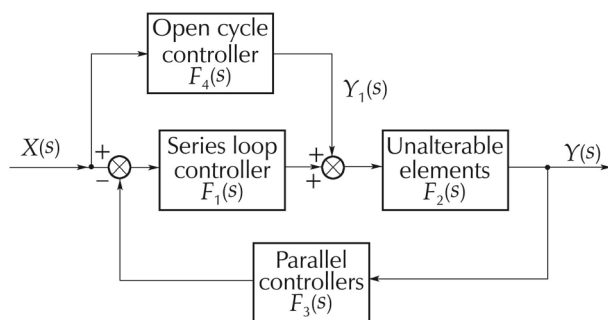 Open cycle
controller
F₄(s)
Y₁(s)
X(s)
+
−
Series loop
controller
F₁(s)
+
+
Unalterable
elements
F₂(s)
Y(s)
Parallel
controllers
F₃(s)